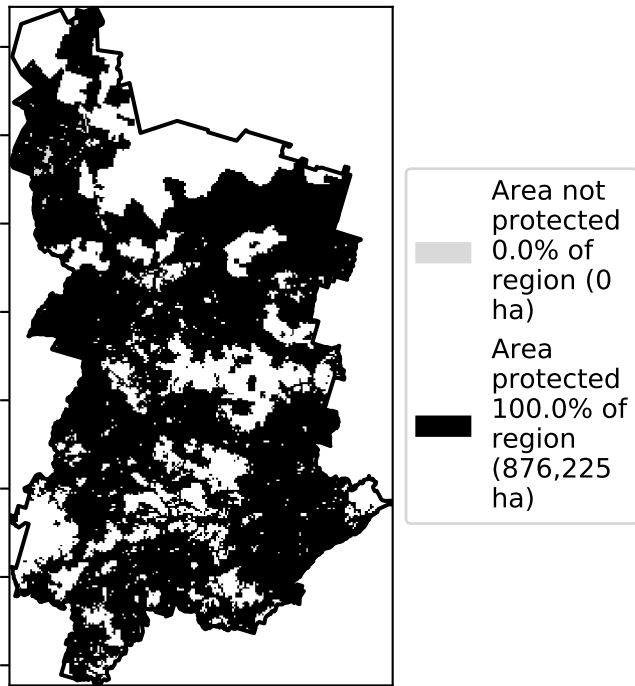 Area not
protected
0.0% of
region (0
ha)
Area
protected
100.0% of
region
(876,225
ha)